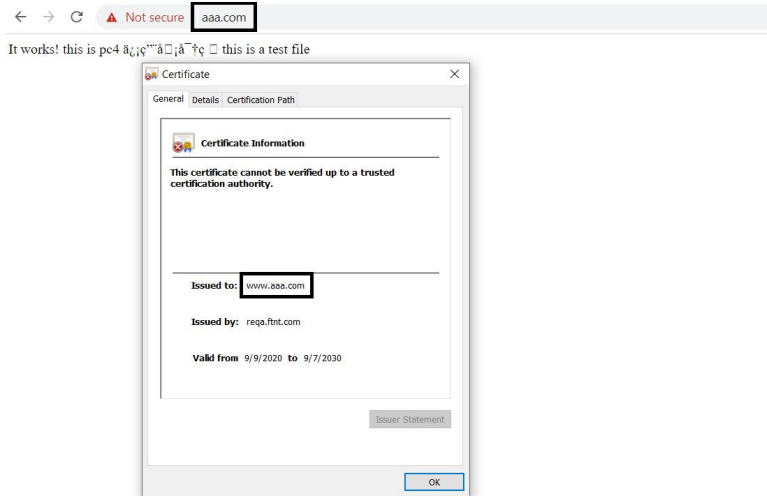 Not secure aaa.com
It works! this is pc4 ä¿¡ç”¨å□¡å¯†ç □ this is a test file
Certificate
General Details Certification Path
Certificate Information
This certificate cannot be verified up to a trusted
certification authority.
Issued to: www.aaa.com
Issued by: reqa.ftnt.com
Valid from 9/9/2020 to 9/7/2030
Issuer Statement
OK